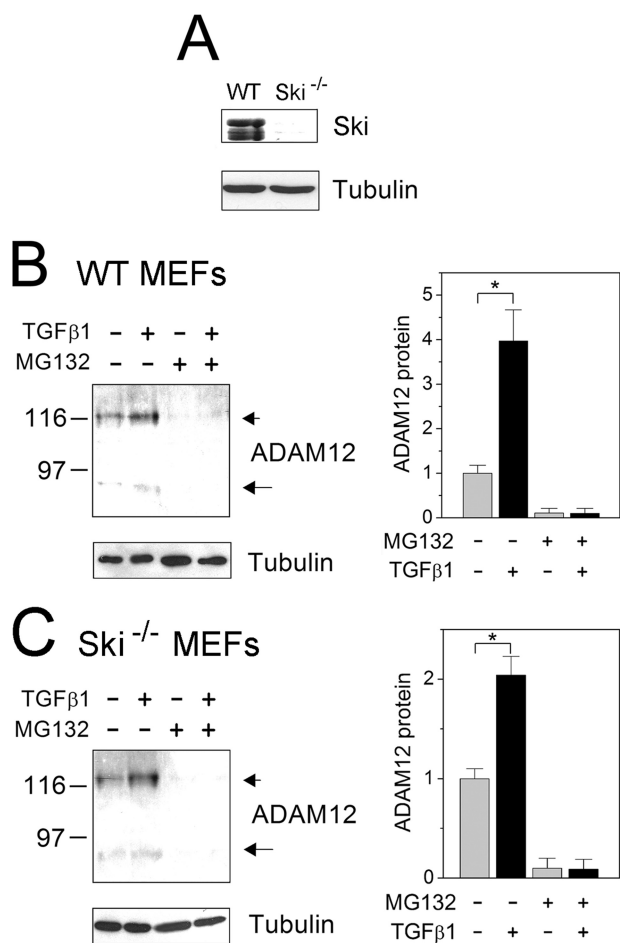 A
WT Ski -/-
Ski
Tubulin
B WT MEFs
TGFβ1 – + – +
MG132 – – + +
116
97
ADAM12
Tubulin
ADAM12 protein
5
4
3
2
1
0
*
MG132 – – + +
TGFβ1 – + – +
C Ski -/- MEFs
TGFβ1 – + – +
MG132 – – + +
116
97
ADAM12
Tubulin
ADAM12 protein
2
1
0
*
MG132 – – + +
TGFβ1 – + – +